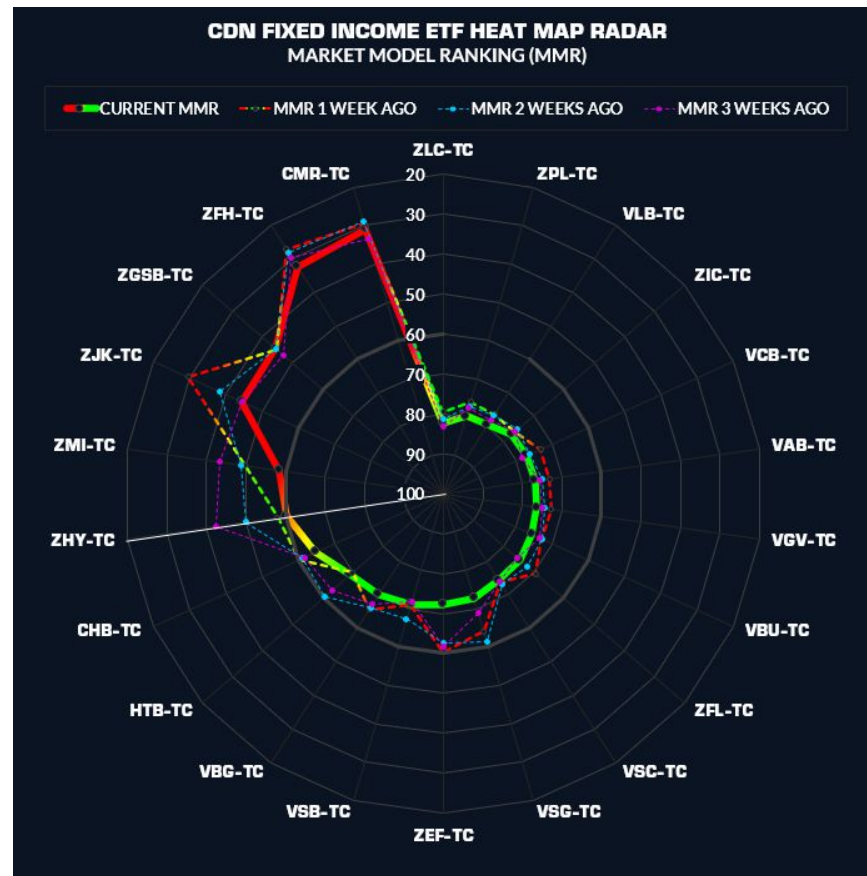 CDN FIXED INCOME ETF HEAT MAP RADAR
MARKET MODEL RANKING (MMR)
CURRENT MMR MMR 1 WEEK AGO MMR 2 WEEKS AGO MMR 3 WEEKS AGO
ZLC-TC
ZPL-TC
VLB-TC
ZIC-TC
VCB-TC
VAB-TC
VGV-TC
VBU-TC
ZFL-TC
VSC-TC
VSG-TC
ZEF-TC
VSB-TC
VBG-TC
HTB-TC
CHB-TC
ZHY-TC
ZMI-TC
ZJK-TC
ZGSB-TC
ZFH-TC
CMR-TC
20
30
40
50
60
70
80
90
100